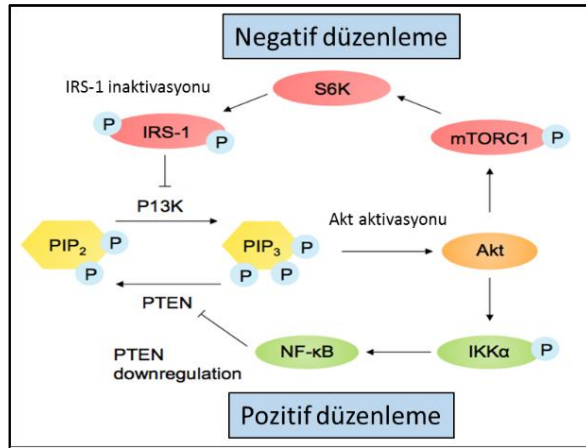 Negatif düzenleme
IRS-1 inaktivasyonu
S6K
P
IRS-1
P
mTORC1
P
P13K
Akt aktivasyonu
PIP2
P
P
PIP3
P
P
P
Akt
PTEN
PTEN
downregulation
NF-κB
IKKα
P
Pozitif düzenleme